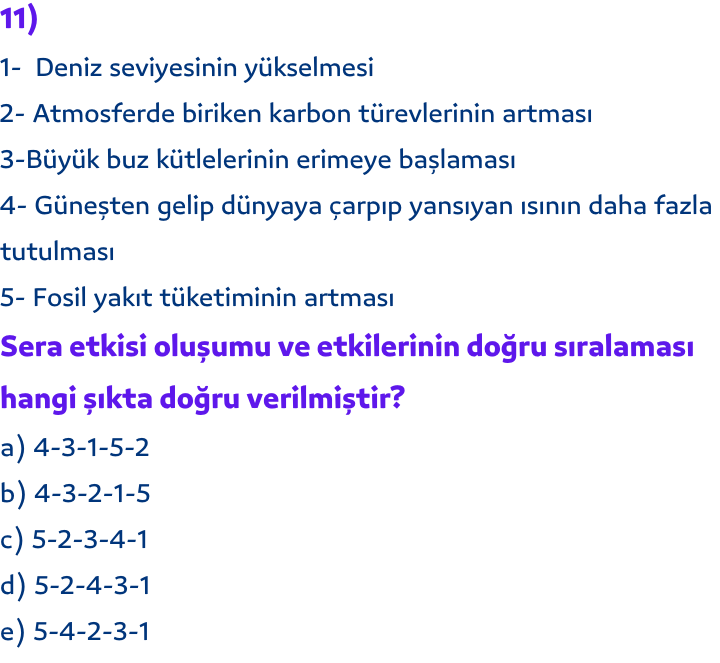 11)
1-  Deniz seviyesinin yükselmesi
2- Atmosferde biriken karbon türevlerinin artması
3-Büyük buz kütlelerinin erimeye başlaması
4- Güneşten gelip dünyaya çarpıp yansıyan ısının daha fazla
tutulması
5- Fosil yakıt tüketiminin artması
Sera etkisi oluşumu ve etkilerinin doğru sıralaması
hangi şıkta doğru verilmiştir?
a) 4-3-1-5-2
b) 4-3-2-1-5
c) 5-2-3-4-1
d) 5-2-4-3-1
e) 5-4-2-3-1